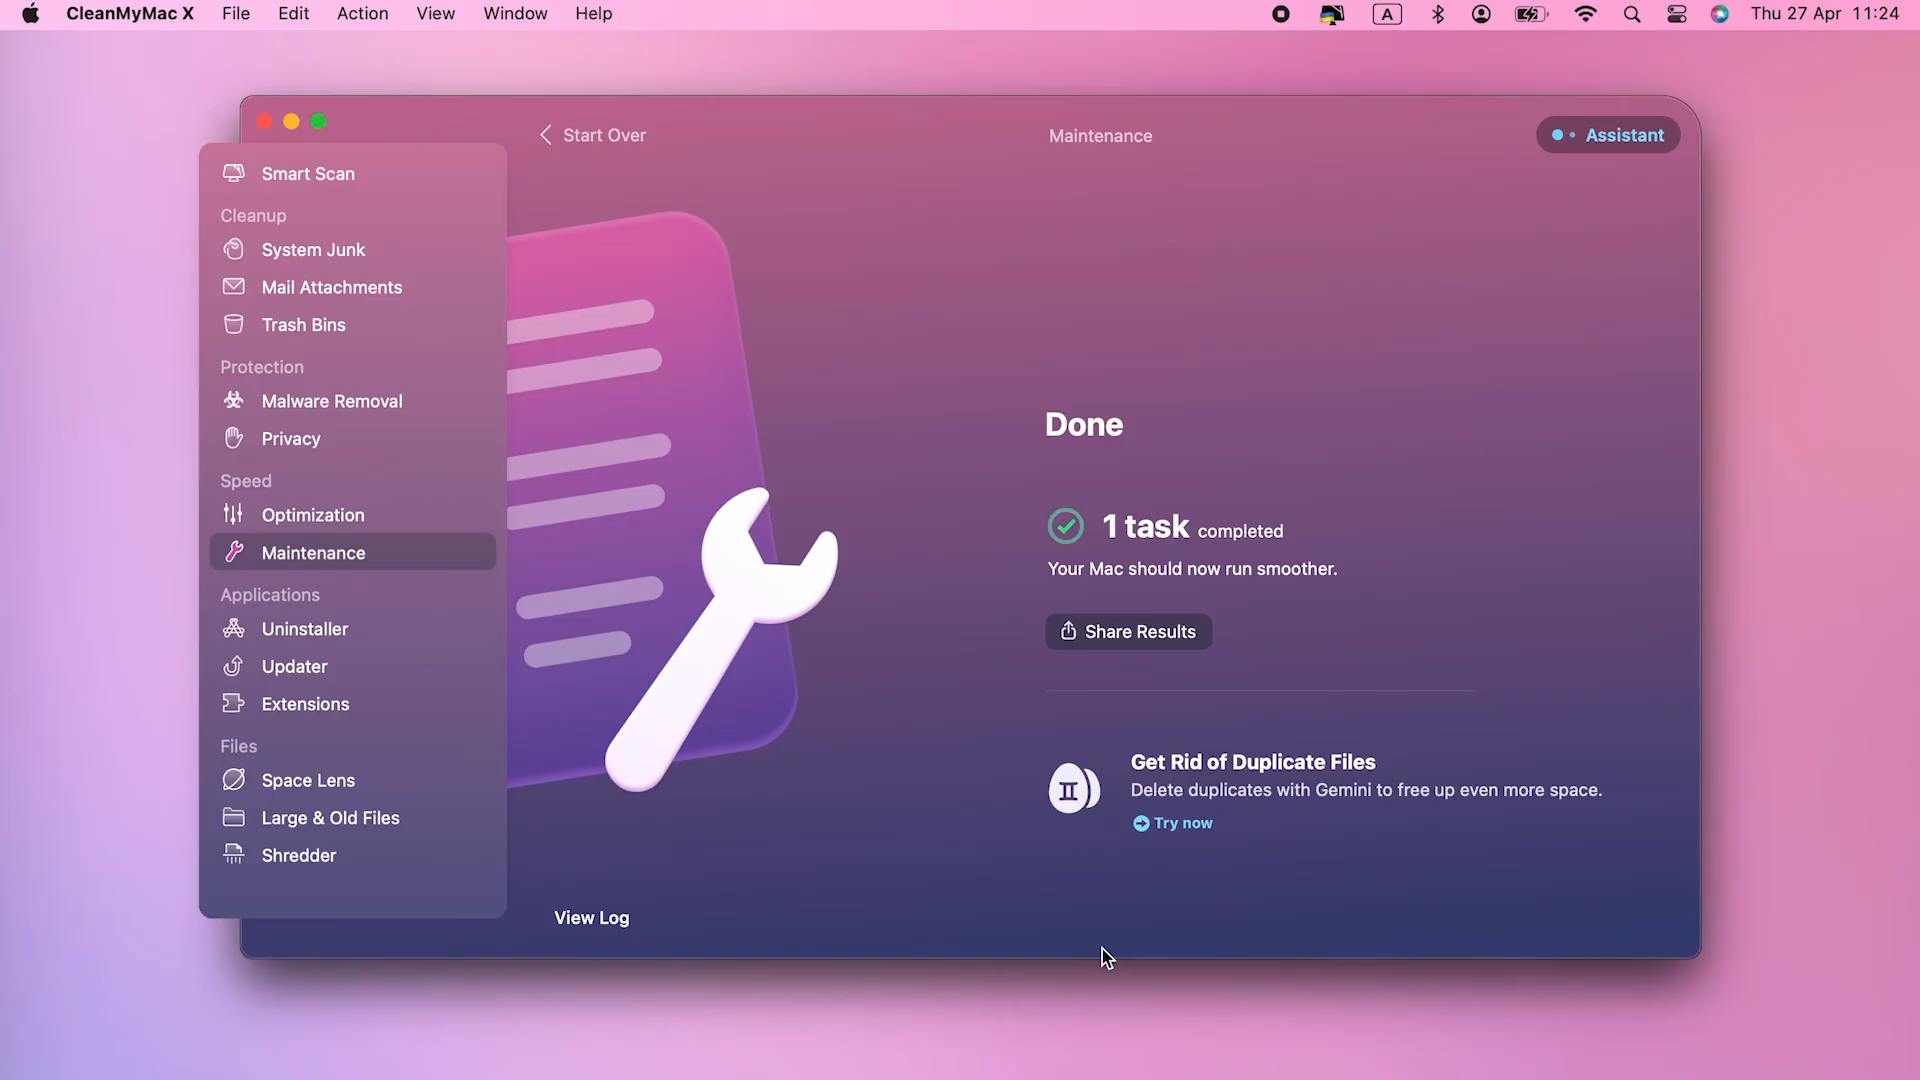 CleanMyMac X File Edit Action View Window Help A Thu 27 Apr 11:24
Start Over
Maintenance
Assistant
Smart Scan
Cleanup
System Junk
Mail Attachments
Trash Bins
Protection
Malware Removal
Privacy
Speed
Optimization
Maintenance
Applications
Uninstaller
Updater
Extensions
Files
Space Lens
Large & Old Files
Shredder
Done
1 task completed
Your Mac should now run smoother.
Share Results
Get Rid of Duplicate Files
Delete duplicates with Gemini to free up even more space.
Try now
View Log